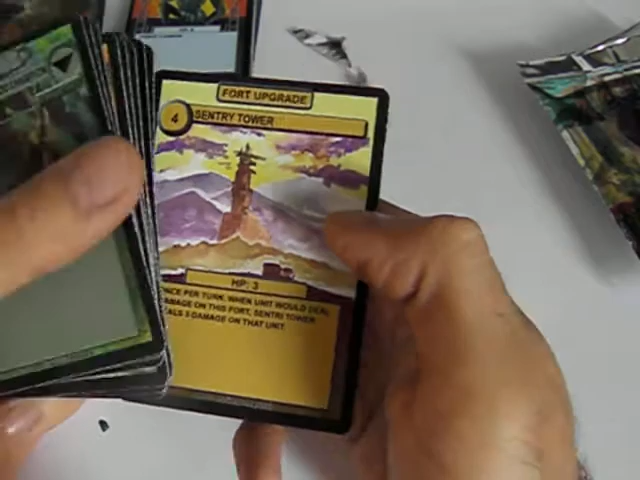 FORT UPGRADE
4
SENTRY TOWER
HP: 3
ONCE PER TURN, WHEN UNIT WOULD DEAL
DAMAGE ON THIS FORT, SENTRI TOWER
DEALS 3 DAMAGE ON THAT UNIT.